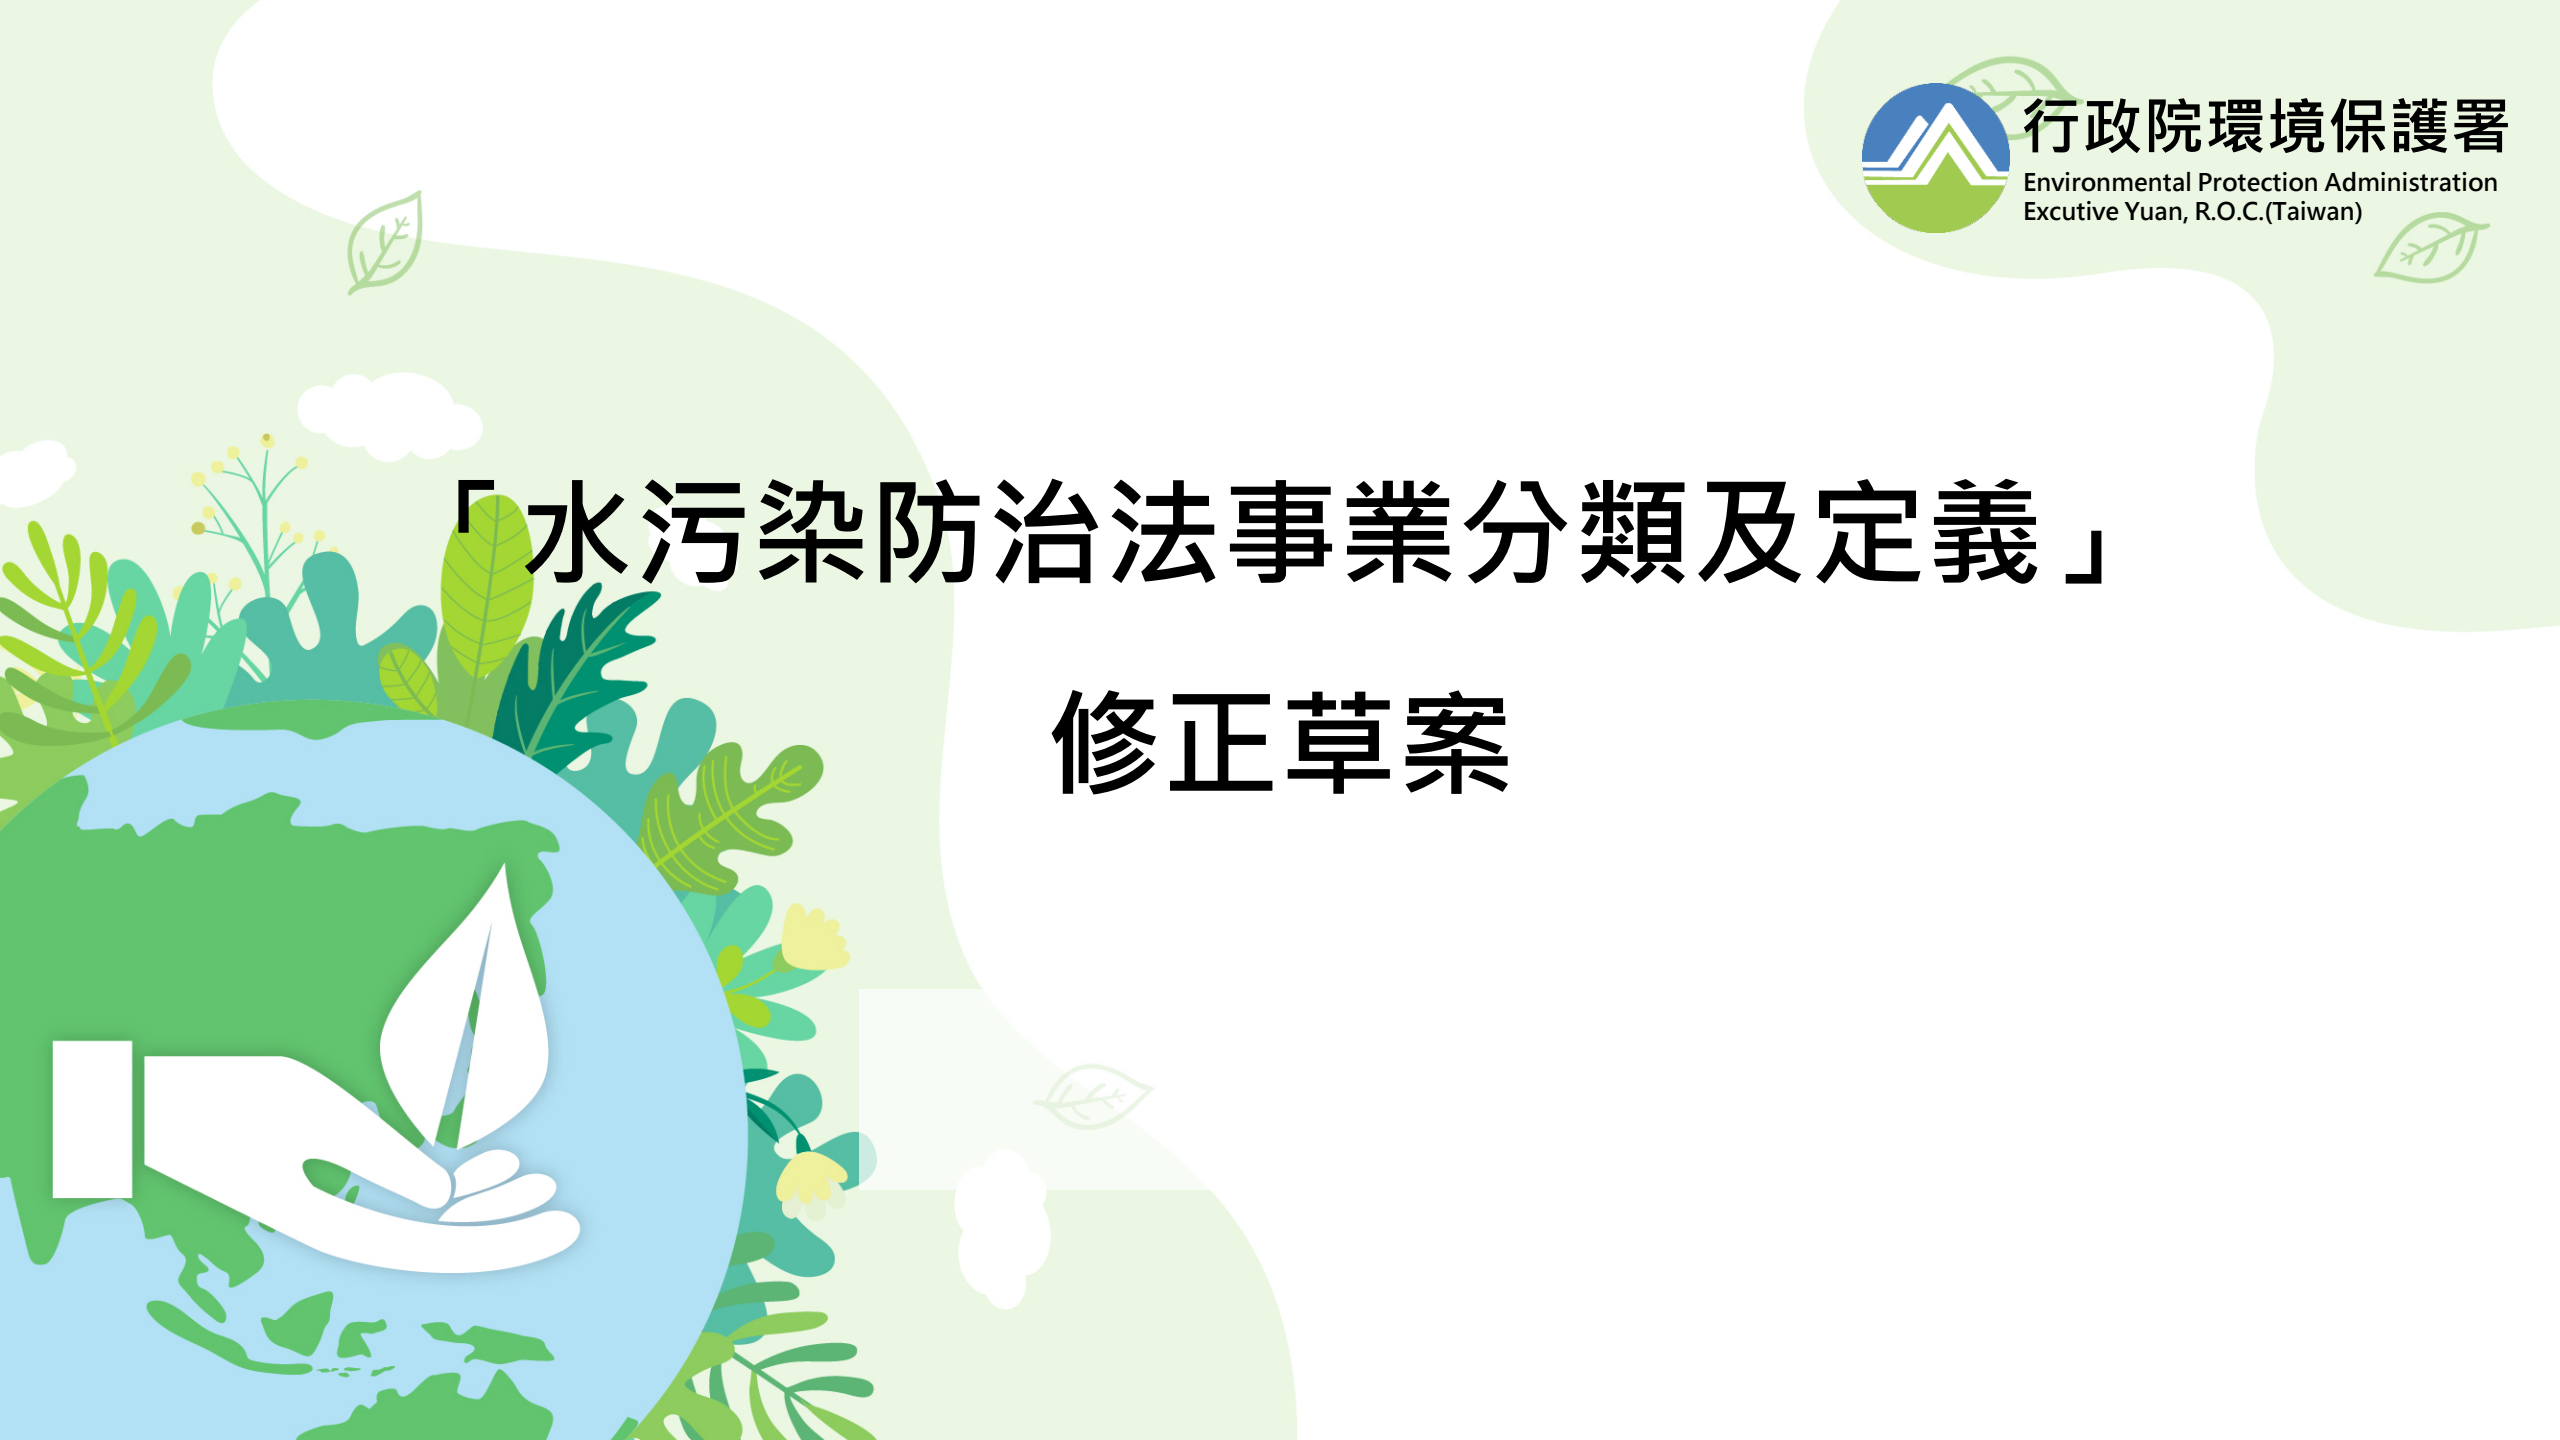 行政院環境保護署
Environmental Protection Administration
Excutive Yuan, R.O.C.(Taiwan)
「水污染防治法事業分類及定義」
修正草案